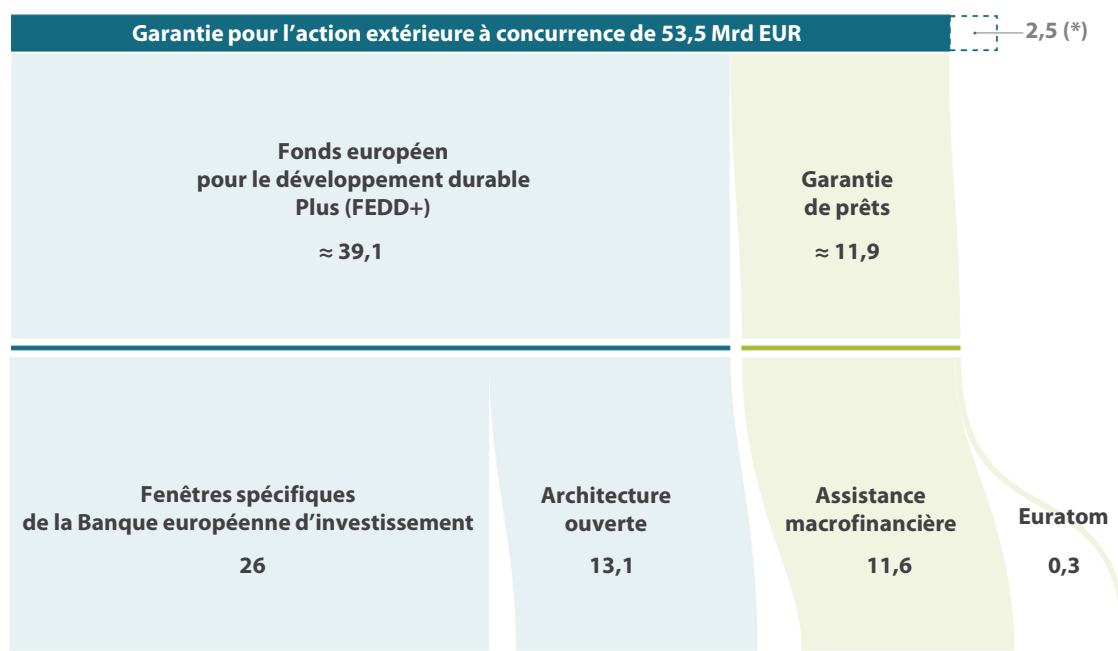 Garantie pour l’action extérieure à concurrence de 53,5 Mrd EUR
2,5 (*)
Fonds européen
pour le développement durable
Plus (FEDD+)
≈ 39,1
Garantie
de prêts
≈ 11,9
Fenêtres spécifiques
de la Banque européenne d’investissement
26
Architecture
ouverte
13,1
Assistance
macrofinancière
11,6
Euratom
0,3